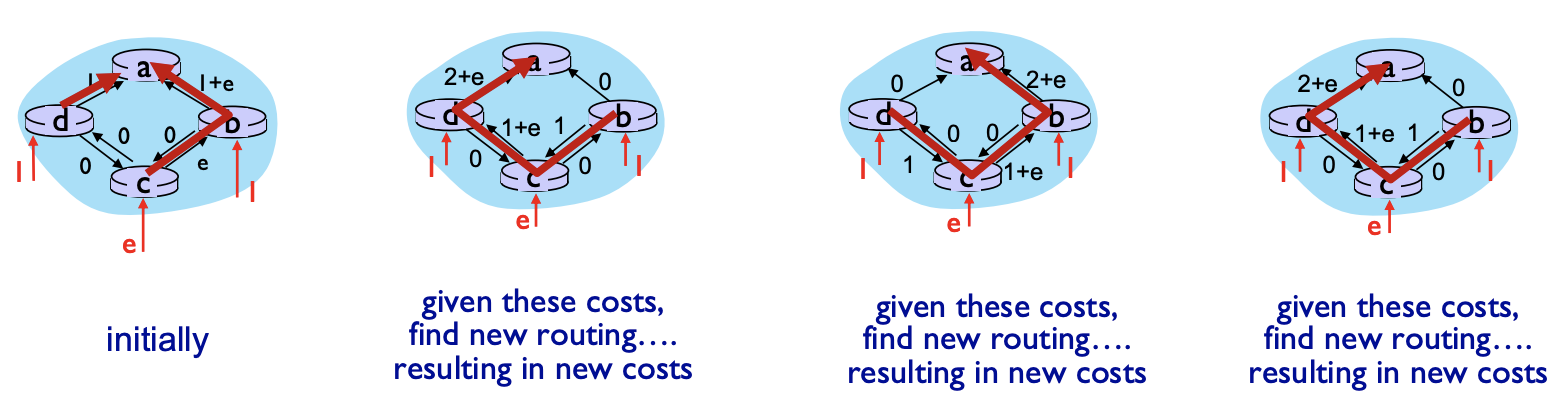 a
1
1+e
d
0
0
b
0
e
c
1
1
e
initially
a
2+e
0
d
b
1+e
1
0
0
c
1
1
e
given these costs,
find new routing….
resulting in new costs
a
0
2+e
d
b
0
0
1
1+e
c
1
1
e
given these costs,
find new routing….
resulting in new costs
a
2+e
0
d
b
1+e
1
0
0
c
1
1
e
given these costs,
find new routing….
resulting in new costs